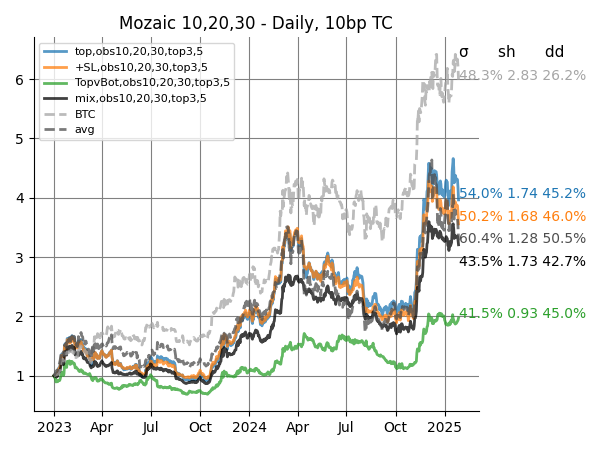 Mozaic 10,20,30 - Daily, 10bp TC
top,obs10,20,30,top3,5
+SL,obs10,20,30,top3,5
TopvBot,obs10,20,30,top3,5
mix,obs10,20,30,top3,5
BTC
avg
σ sh dd
48.3% 2.83 26.2%
54.0% 1.74 45.2%
50.2% 1.68 46.0%
60.4% 1.28 50.5%
43.5% 1.73 42.7%
41.5% 0.93 45.0%
6
5
4
3
2
1
2023 Apr Jul Oct 2024 Apr Jul Oct 2025